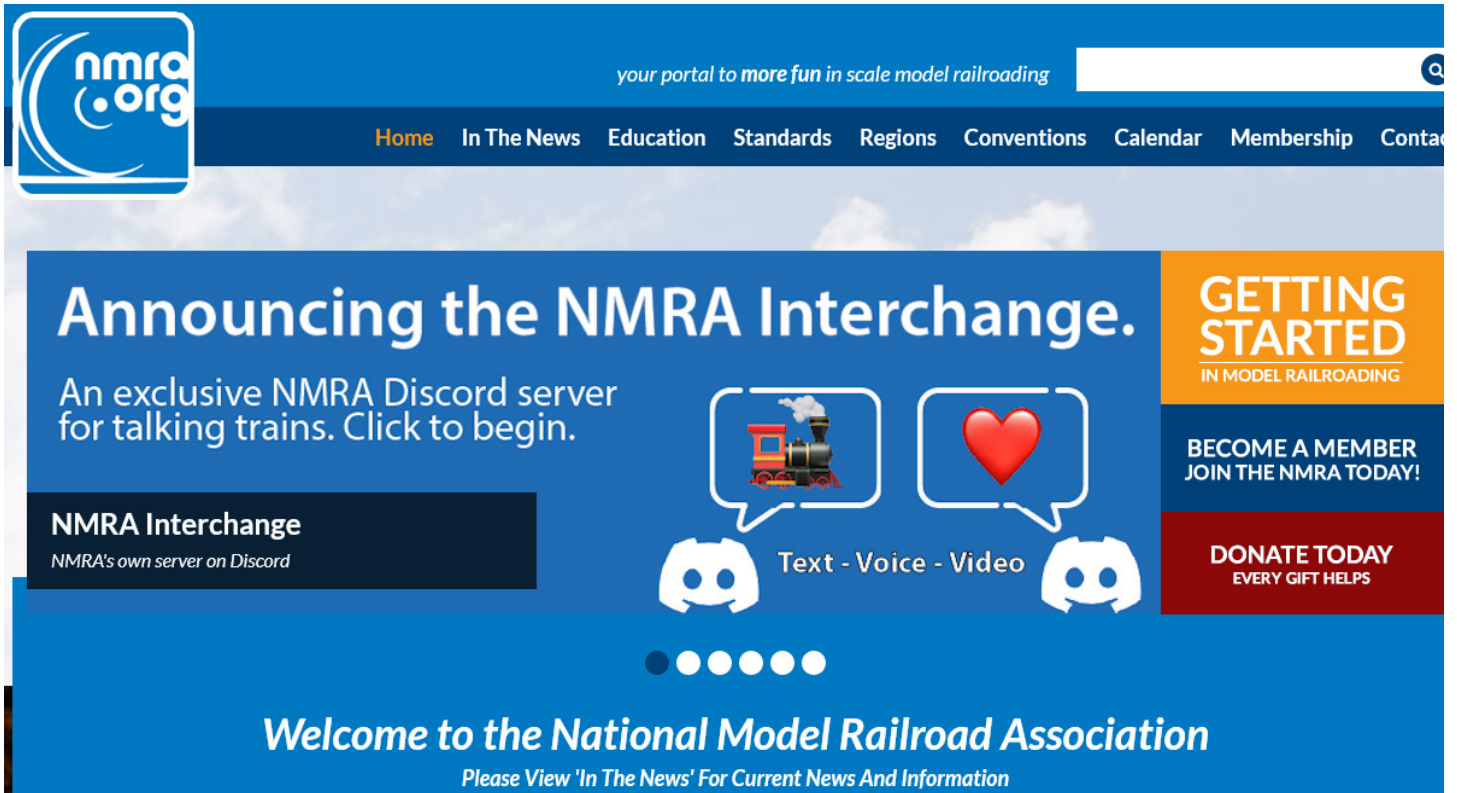 nmra
.org
your portal to more fun in scale model railroading
Home In The News Education Standards Regions Conventions Calendar Membership Contac
Announcing the NMRA Interchange.
An exclusive NMRA Discord server
for talking trains. Click to begin.
NMRA Interchange
NMRA's own server on Discord
Text - Voice - Video
GETTING
STARTED
IN MODEL RAILROADING
BECOME A MEMBER
JOIN THE NMRA TODAY!
DONATE TODAY
EVERY GIFT HELPS
Welcome to the National Model Railroad Association
Please View 'In The News' For Current News And Information